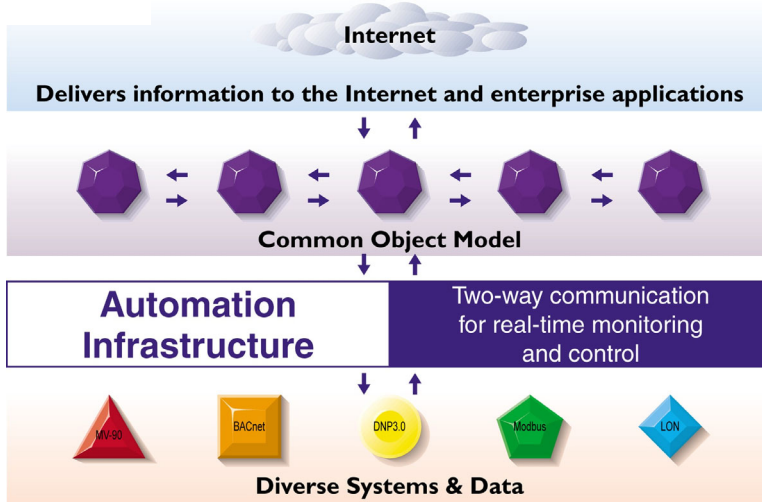 Internet
Delivers information to the Internet and enterprise applications
Common Object Model
Automation
Infrastructure
Two-way communication
for real-time monitoring
and control
MV-90
BACnet
DNP3.0
Modbus
LON
Diverse Systems & Data